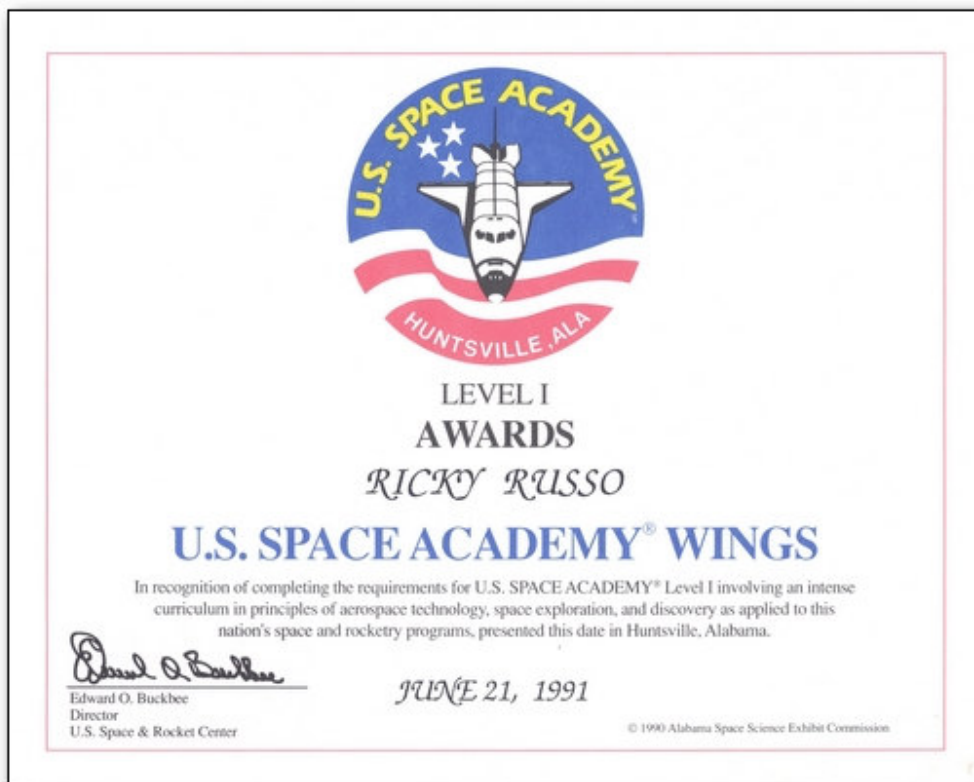 U.S. SPACE ACADEMY
HUNTSVILLE, ALA
LEVEL I
AWARDS
RICKY RUSSO
U.S. SPACE ACADEMY® WINGS
In recognition of completing the requirements for U.S. SPACE ACADEMY® Level I involving an intense
curriculum in principles of aerospace technology, space exploration, and discovery as applied to this
nation's space and rocketry programs, presented this date in Huntsville, Alabama.
Edward O. Buckbee
Edward O. Buckbee
Director
U.S. Space & Rocket Center
JUNE 21, 1991
© 1990 Alabama Space Science Exhibit Commission